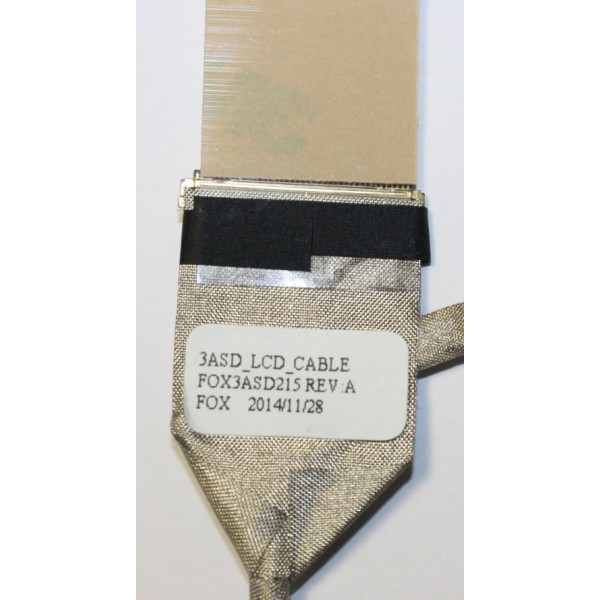 3ASD_LCD_CABLE
FOX3ASD215 REV:A
FOX 2014/11/28